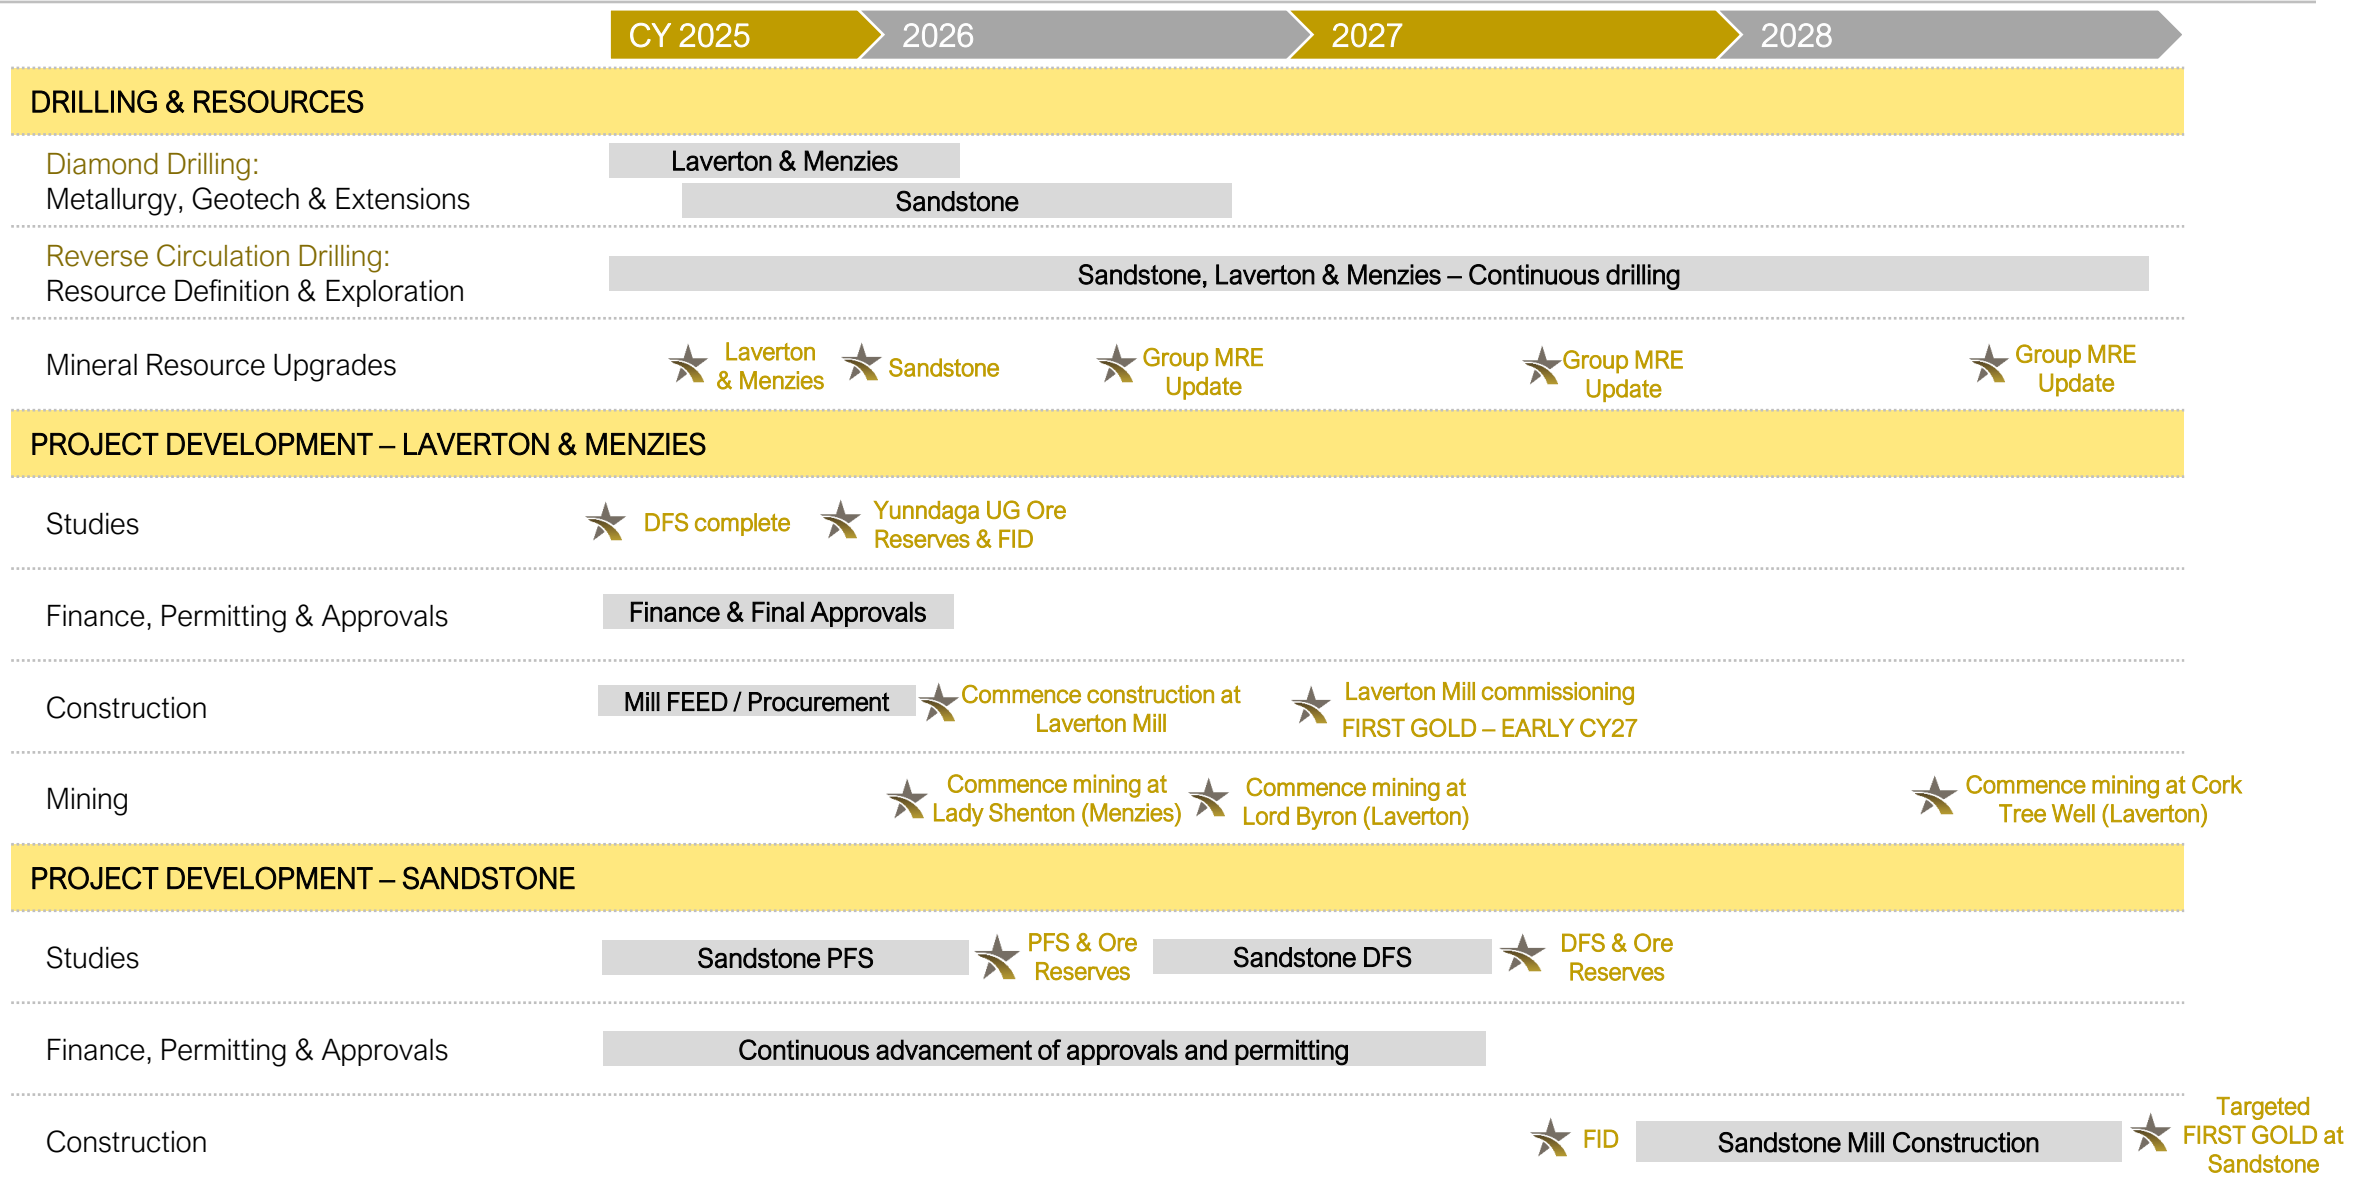 CY 2025 2026 2027 2028
DRILLING & RESOURCES
Diamond Drilling:
Metallurgy, Geotech & Extensions
Laverton & Menzies
Sandstone
Reverse Circulation Drilling:
Resource Definition & Exploration
Sandstone, Laverton & Menzies – Continuous drilling
Mineral Resource Upgrades
Laverton
& Menzies
Sandstone
Group MRE
Update
Group MRE
Update
Group MRE
Update
PROJECT DEVELOPMENT – LAVERTON & MENZIES
Studies
DFS complete
Yunndaga UG Ore
Reserves & FID
Finance, Permitting & Approvals
Finance & Final Approvals
Construction
Mill FEED / Procurement
Commence construction at
Laverton Mill
Laverton Mill commissioning
FIRST GOLD – EARLY CY27
Mining
Commence mining at
Lady Shenton (Menzies)
Commence mining at
Lord Byron (Laverton)
Commence mining at Cork
Tree Well (Laverton)
PROJECT DEVELOPMENT – SANDSTONE
Studies
Sandstone PFS
PFS & Ore
Reserves
Sandstone DFS
DFS & Ore
Reserves
Finance, Permitting & Approvals
Continuous advancement of approvals and permitting
Construction
FID
Sandstone Mill Construction
Targeted
FIRST GOLD at
Sandstone